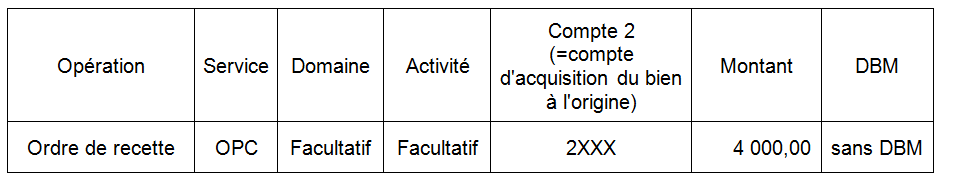 Opération Service Domaine Activité Compte 2
(=compte
d'acquisition du bien
à l'origine) Montant DBM
Ordre de recette OPC Facultatif Facultatif 2XXX 4 000,00 sans DBM